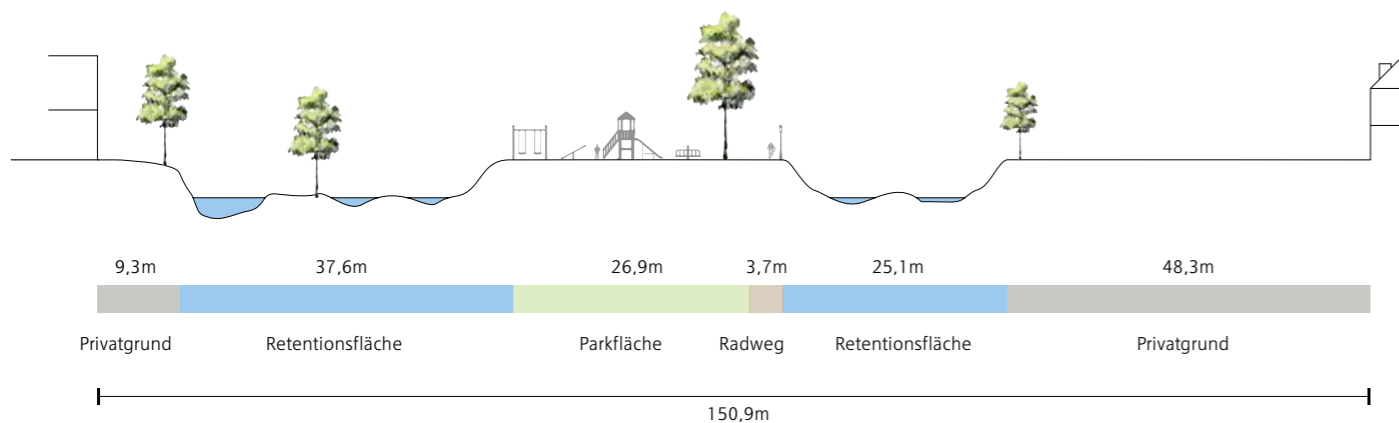 9,3m 37,6m 26,9m 3,7m 25,1m 48,3m
Privatgrund Retentionsfläche Parkfläche Radweg Retentionsfläche Privatgrund
150,9m